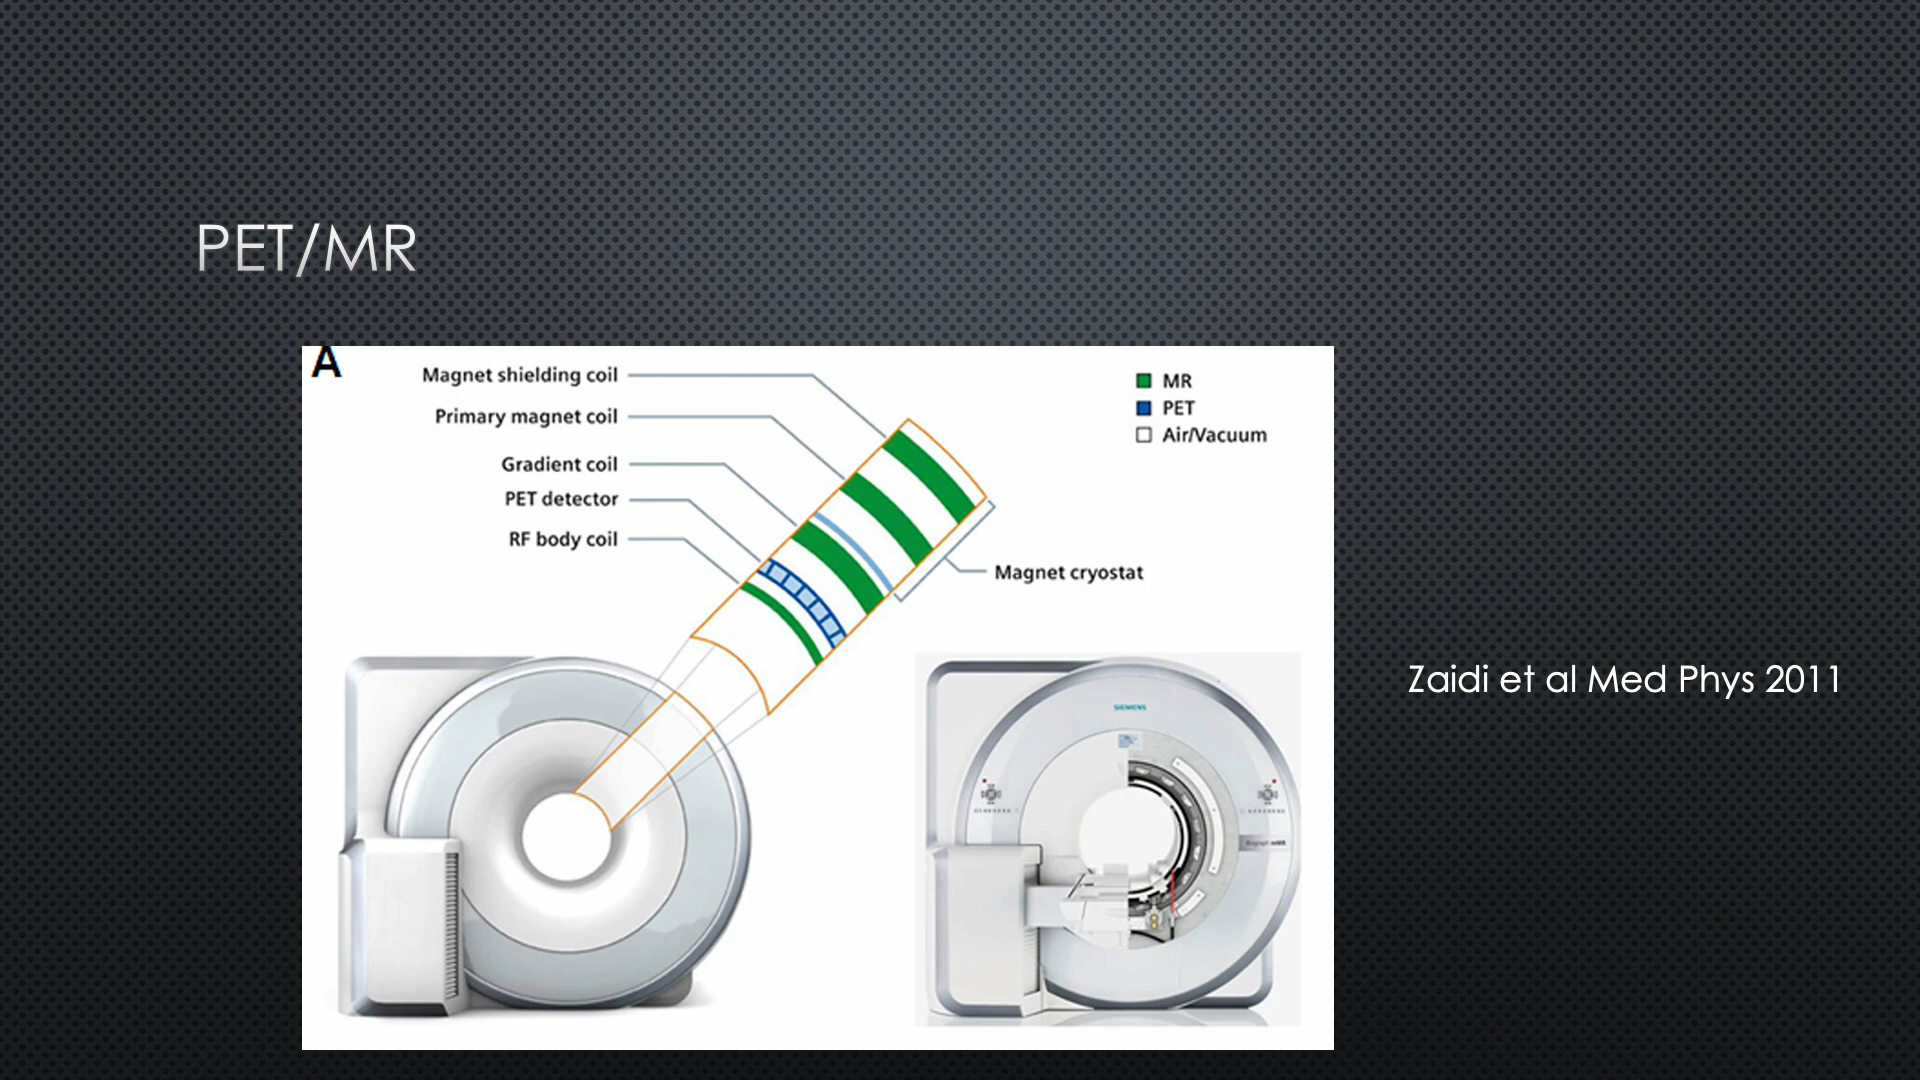 PET/MR
A
Magnet shielding coil
Primary magnet coil
Gradient coil
PET detector
RF body coil
MR
PET
Air/Vacuum
Magnet cryostat
SIEMENS
Zaidi et al Med Phys 2011